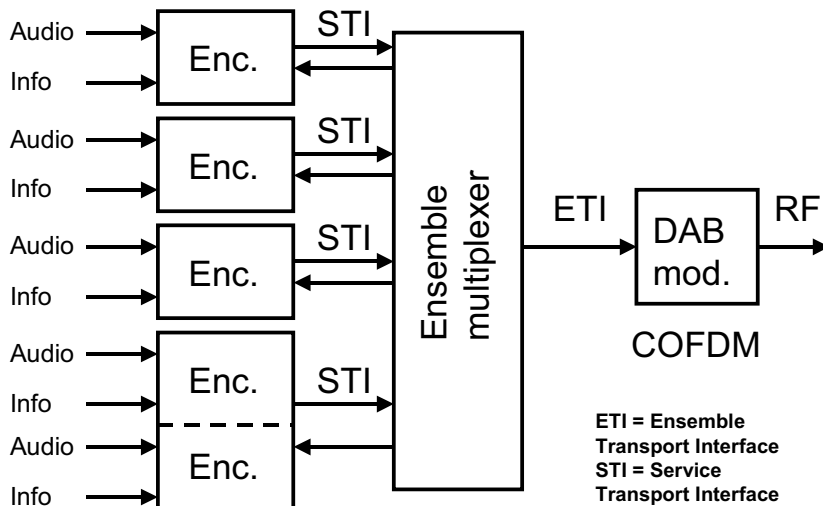 Audio
Info
Enc.
STI
Audio
Info
Enc.
STI
Audio
Info
Enc.
STI
Audio
Info
Enc.
STI
Audio
Info
Enc.
Ensemble
multiplexer
ETI
DAB
mod.
RF
COFDM
ETI = Ensemble
Transport Interface
STI = Service
Transport Interface